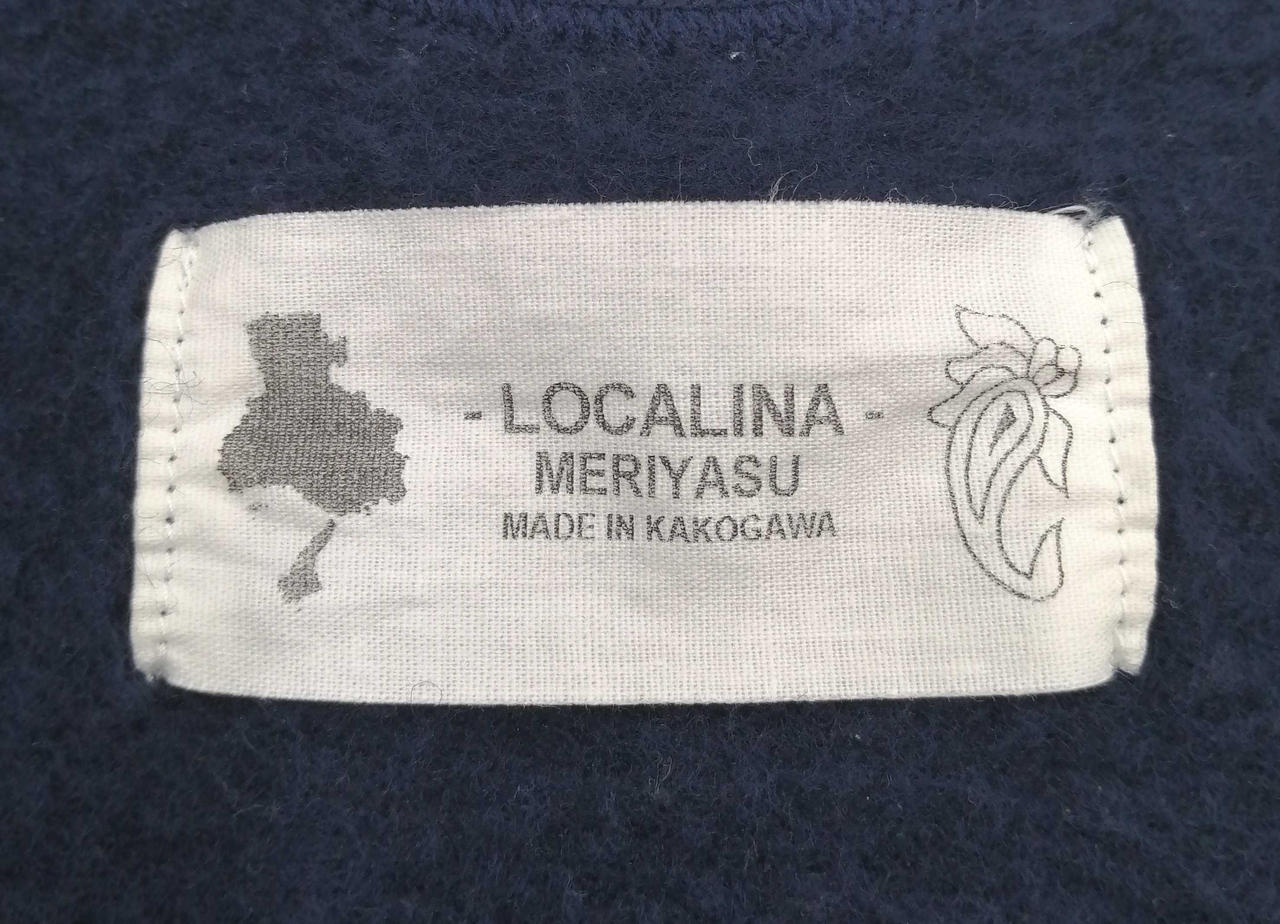 - LOCALINA -
MERIYASU
MADE IN KAKOGAWA